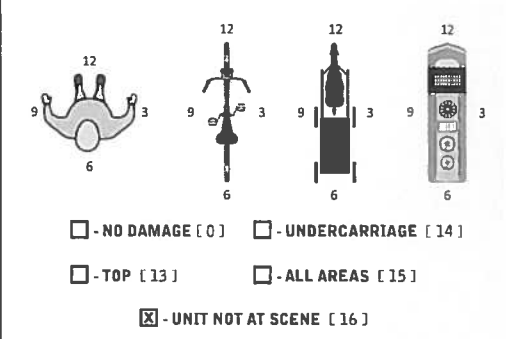 12 12 12 12
9 3 9 3 9 3 9 3
6 6 6 6
☐ - NO DAMAGE [ 0 ] ☐ - UNDERCARRIAGE [ 14 ]
☐ - TOP [ 13 ] ☐ - ALL AREAS [ 15 ]
☒ - UNIT NOT AT SCENE [ 16 ]